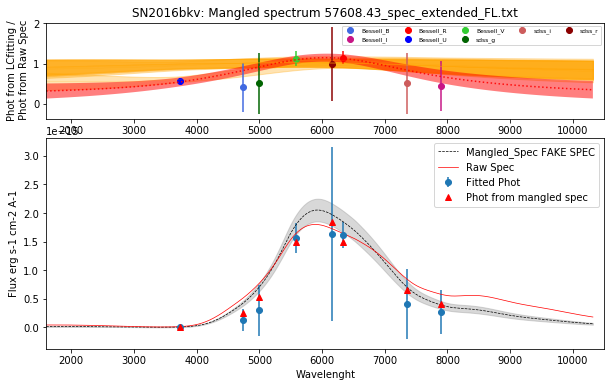 SN2016bkv: Mangled spectrum 57608.43_spec_extended_FL.txt
Phot from LCfitting /
Phot from Raw Spec
2
1
0
Bessell_B
Bessell_I
Bessell_R
Bessell_U
Bessell_V
sdss_g
sdss_i
sdss_r
2000 3000 4000 5000 6000 7000 8000 9000 10000
1e-15
Flux erg s-1 cm-2 A-1
3.0
2.5
2.0
1.5
1.0
0.5
0.0
Mangled_Spec FAKE SPEC
Raw Spec
Fitted Phot
Phot from mangled spec
2000 3000 4000 5000 6000 7000 8000 9000 10000
Wavelenght